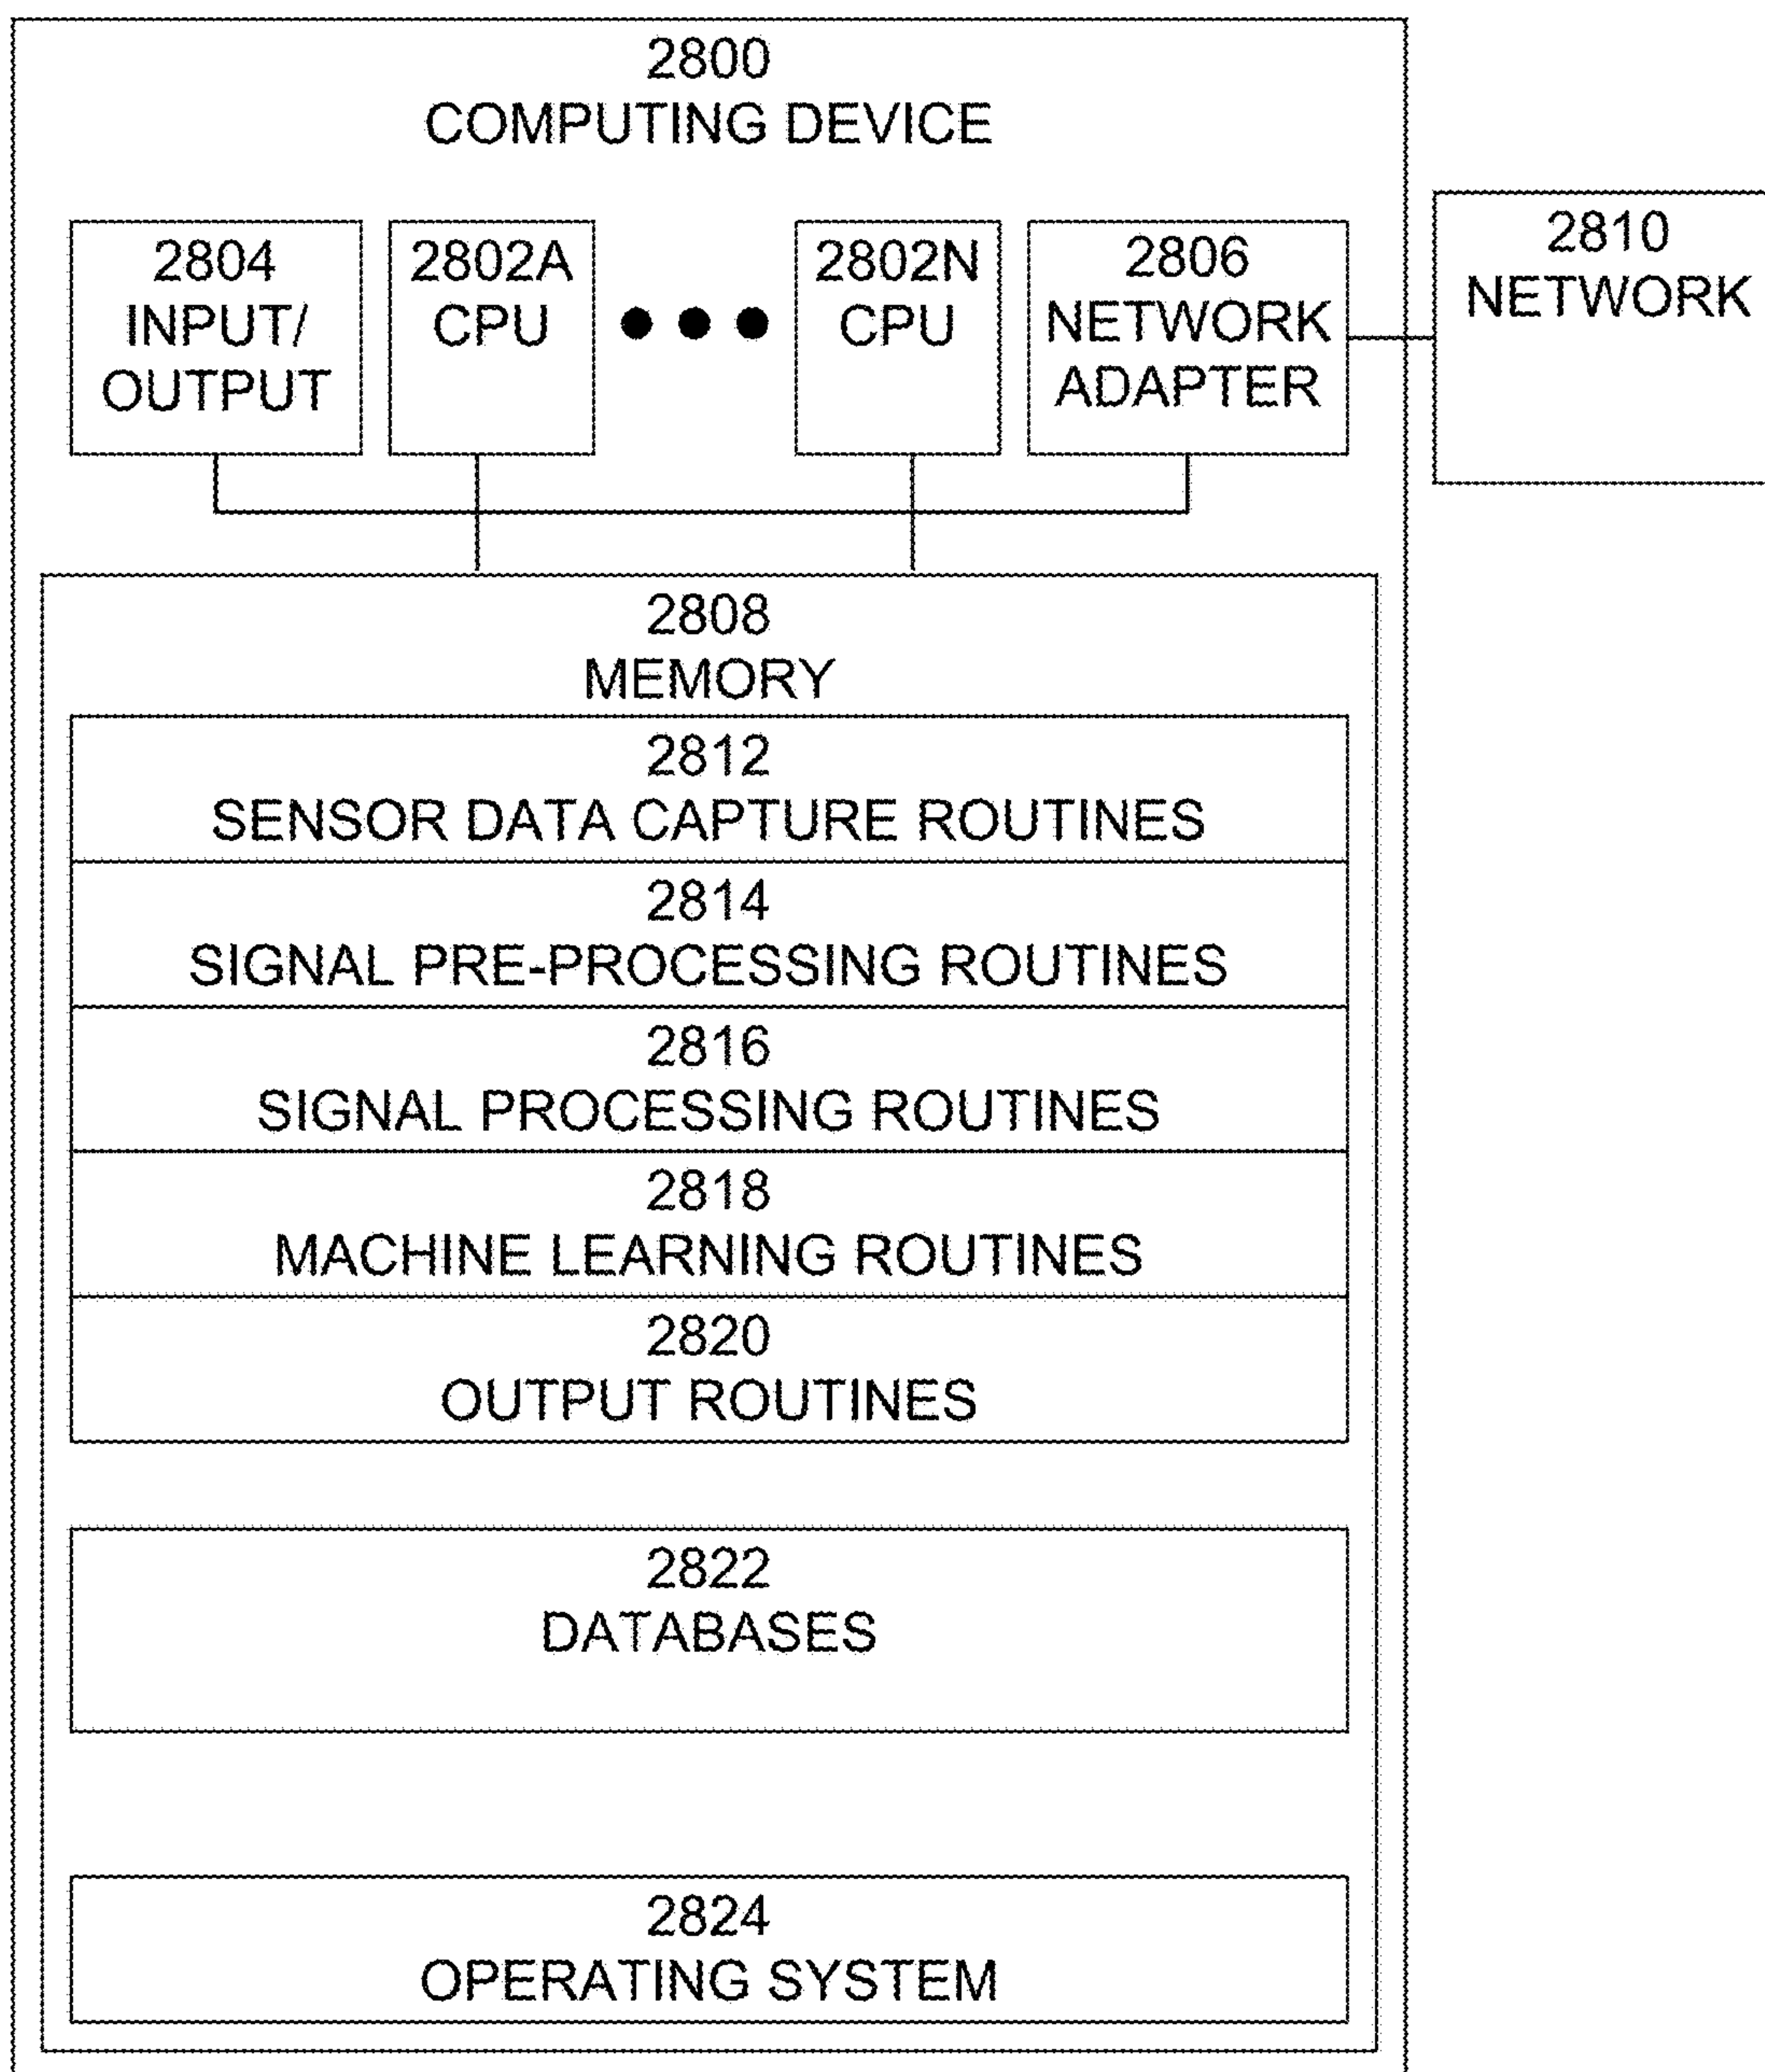 2800
COMPUTING DEVICE
2804
INPUT/
OUTPUT
2802A
CPU
2802N
CPU
2806
NETWORK
ADAPTER
2810
NETWORK
2808
MEMORY
2812
SENSOR DATA CAPTURE ROUTINES
2814
SIGNAL PRE-PROCESSING ROUTINES
2816
SIGNAL PROCESSING ROUTINES
2818
MACHINE LEARNING ROUTINES
2820
OUTPUT ROUTINES
2822
DATABASES
2824
OPERATING SYSTEM